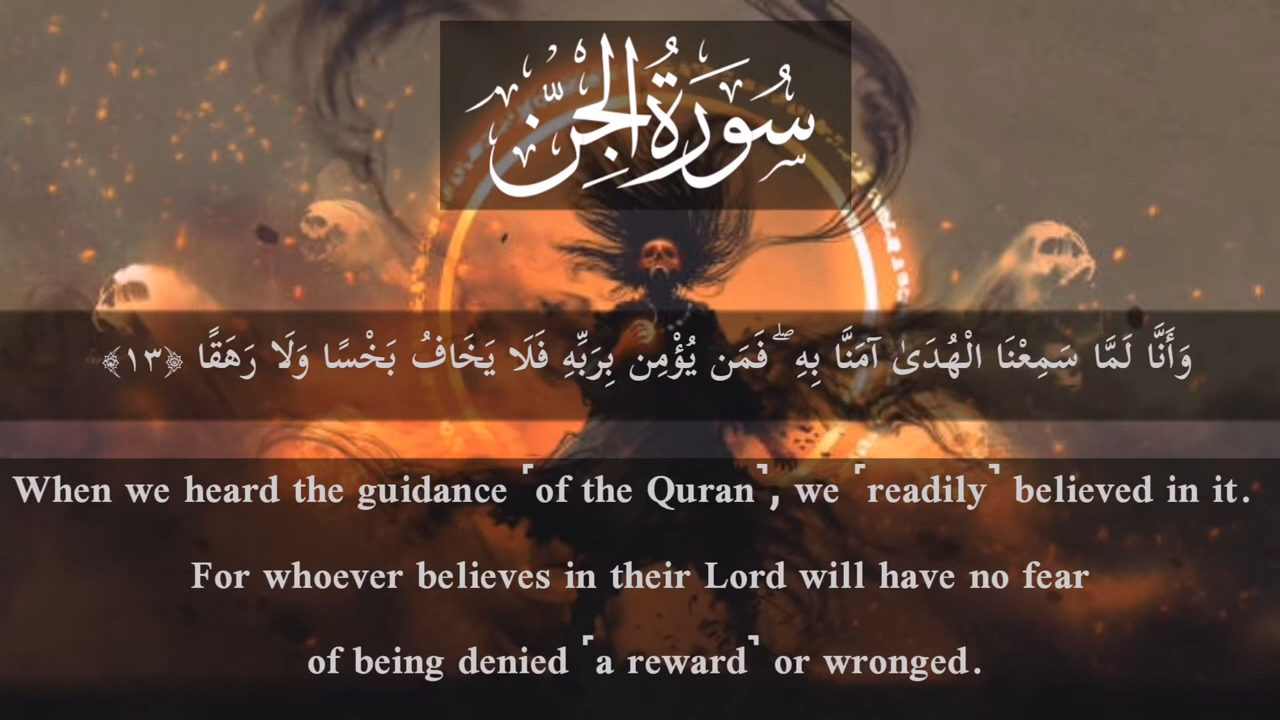 سُورَةُ الجِنّ
وَأَنَّا لَمَّا سَمِعْنَا الْهُدَىٰ آمَنَّا بِهِ ۖ فَمَن يُؤْمِن بِرَبِّهِ فَلَا يَخَافُ بَخْسًا وَلَا رَهَقًا ﴿١٣﴾
When we heard the guidance ˹of the Quran˺, we ˹readily˺ believed in it.
For whoever believes in their Lord will have no fear
of being denied ˹a reward˺ or wronged.